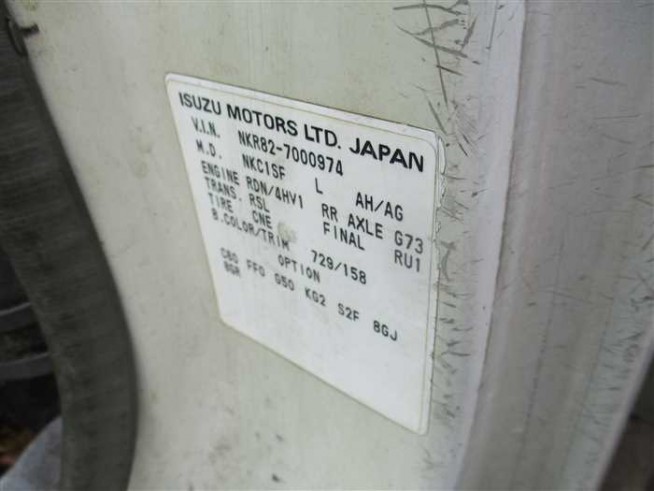 ISUZU MOTORS LTD. JAPAN
V.I.N. NKR82-7000974
M.D. NKC1SF L AH/AG
ENGINE RDN/4HV1 RR AXLE G73
TRANS. RSL FINAL RU1
TIRE. CNE
B.COLOR/TRIM 729/158
OPTION
C8G FF0 G50 KG2 S2F 8GJ
8GR